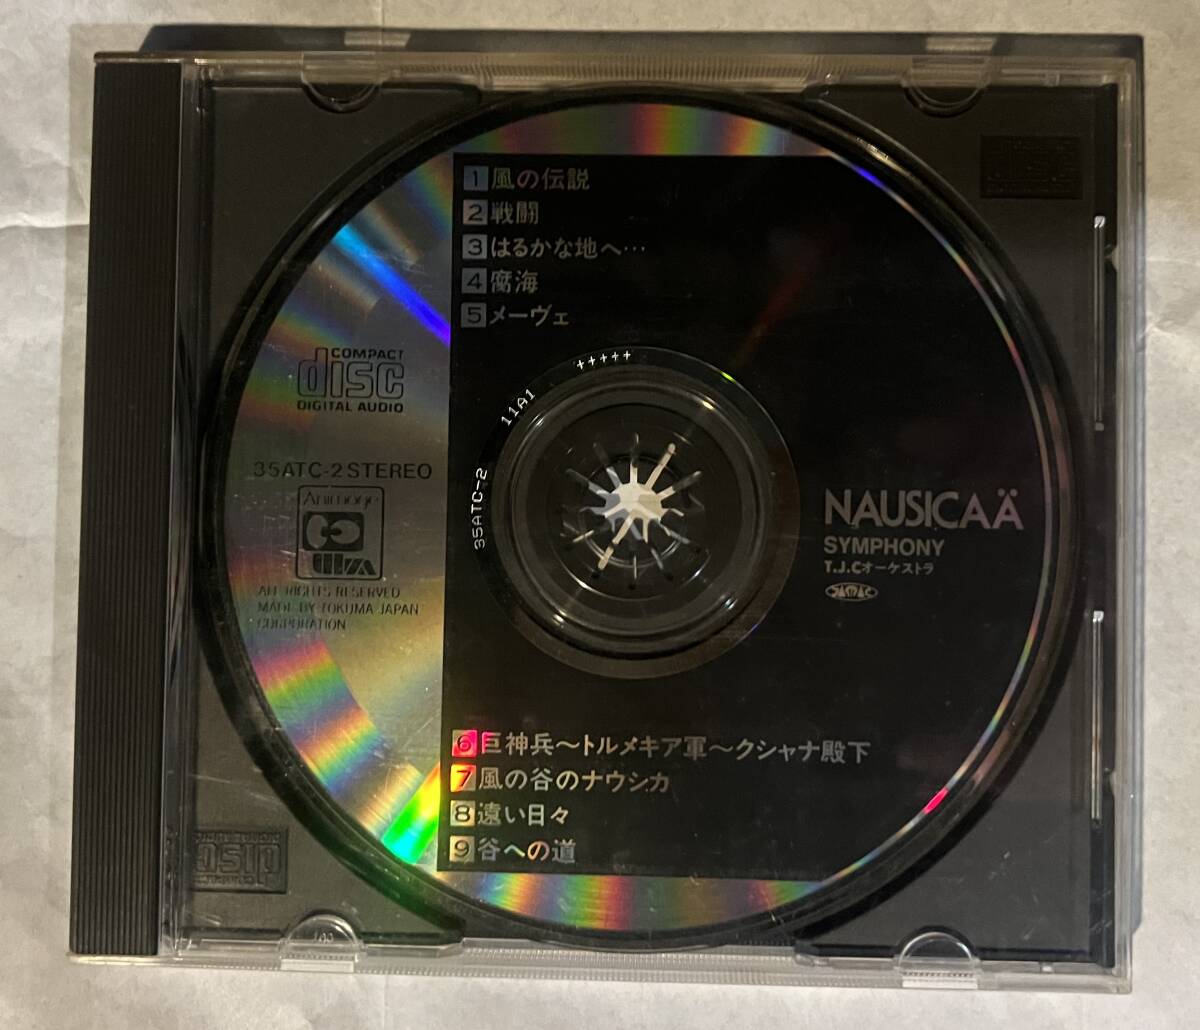 1 風の伝説
2 戦闘
3 はるかな地へ…
4 腐海
5 メーヴェ
COMPACT
disc
DIGITAL AUDIO
35ATC-2 STEREO
Animage
ALL RIGHTS RESERVED
MADE BY TOKUMA JAPAN
CORPORATION
35ATC-2 11A1 +++++
NAUSICAÄ
SYMPHONY
T.J.Cオーケストラ
JASRAC
6 巨神兵〜トルメキア軍〜クシャナ殿下
7 風の谷のナウシカ
8 遠い日々
9 谷への道